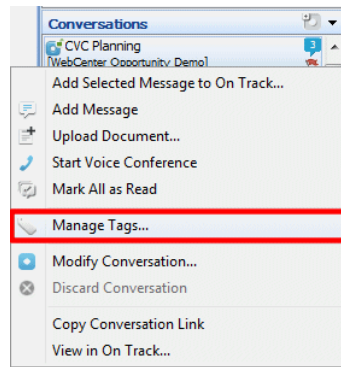 Conversations
CVC Planning
3
[WebCenter Opportunity Demo]
Add Selected Message to On Track...
Add Message
Upload Document...
Start Voice Conference
Mark All as Read
Manage Tags...
Modify Conversation...
Discard Conversation
Copy Conversation Link
View in On Track...